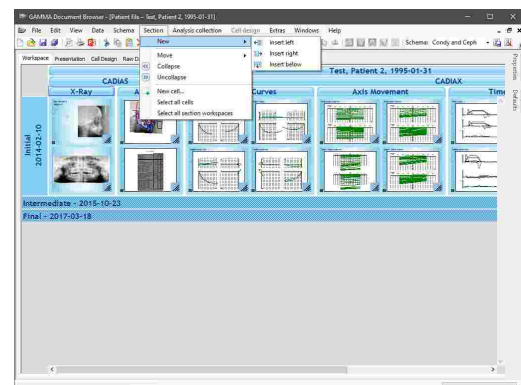 GAMMA Document Browser - [Patient File - Test, Patient 2, 1995-01-31]
File Edit View Data Schema Section Analysis collection Cell design Extras Windows Help
Schema: Condy and Ceph
Workspace Presentation Cell Design Raw D
New
Move
Collapse
Uncollapse
New cell...
Select all cells
Select all section workspaces
Insert left
Insert right
Insert below
Test, Patient 2, 1995-01-31
CADIAS
CADIAX
X-Ray
A
Curves
Axis Movement
Time
Initial
2014-02-10
Intermediate - 2015-10-23
Final - 2017-03-18
Properties
Defaults